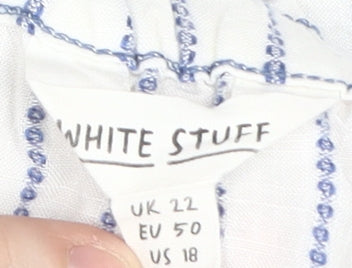 WHITE STUFF
UK 22
EU 50
US 18